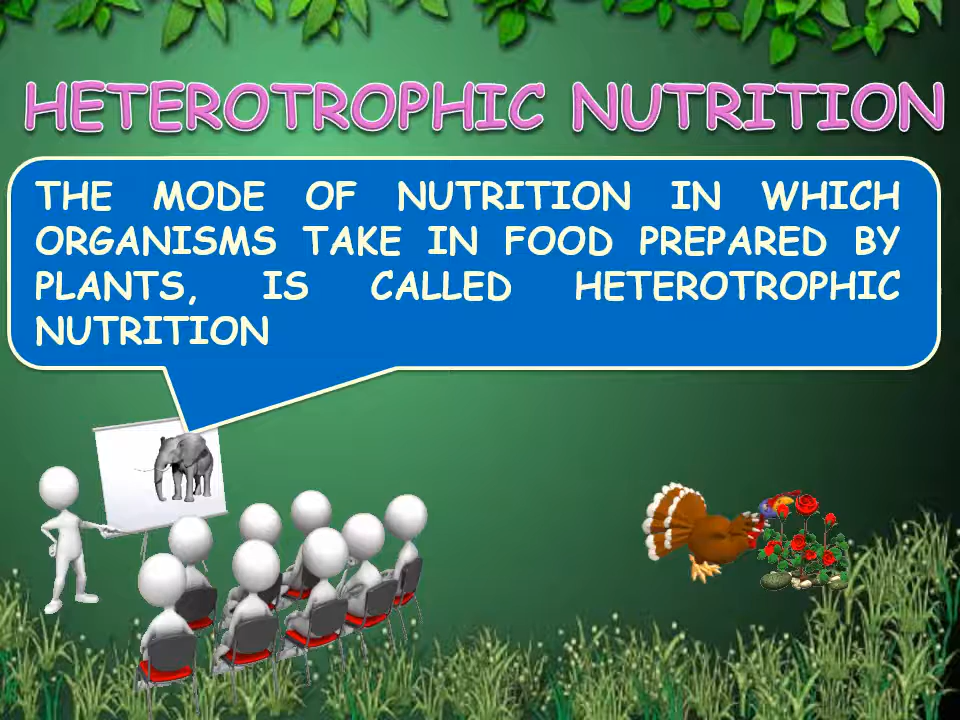 HETEROTROPHIC NUTRITION
THE MODE OF NUTRITION IN WHICH
ORGANISMS TAKE IN FOOD PREPARED BY
PLANTS, IS CALLED HETEROTROPHIC
NUTRITION